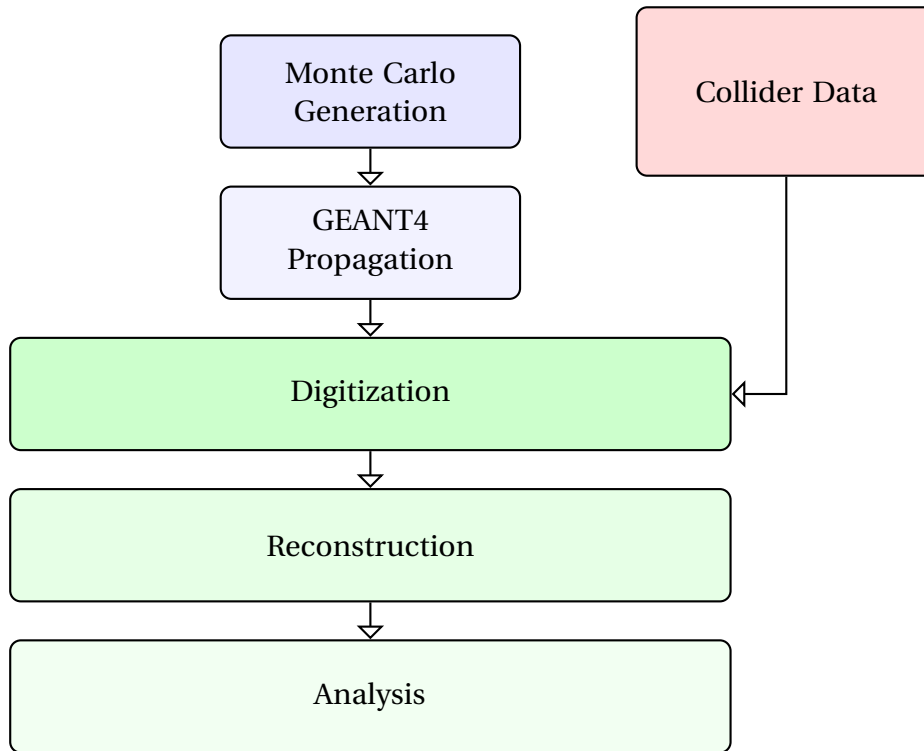 Monte Carlo
Generation
Collider Data
GEANT4
Propagation
Digitization
Reconstruction
Analysis